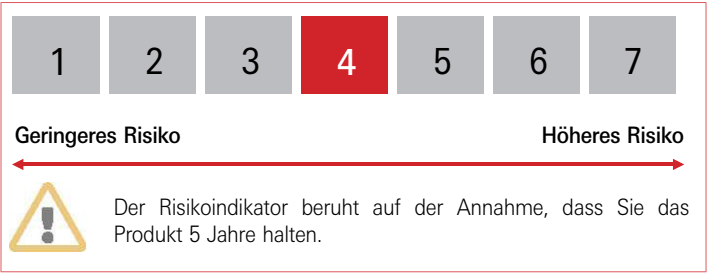 1 2 3 4 5 6 7
Geringeres Risiko Höheres Risiko
Der Risikoindikator beruht auf der Annahme, dass Sie das
Produkt 5 Jahre halten.